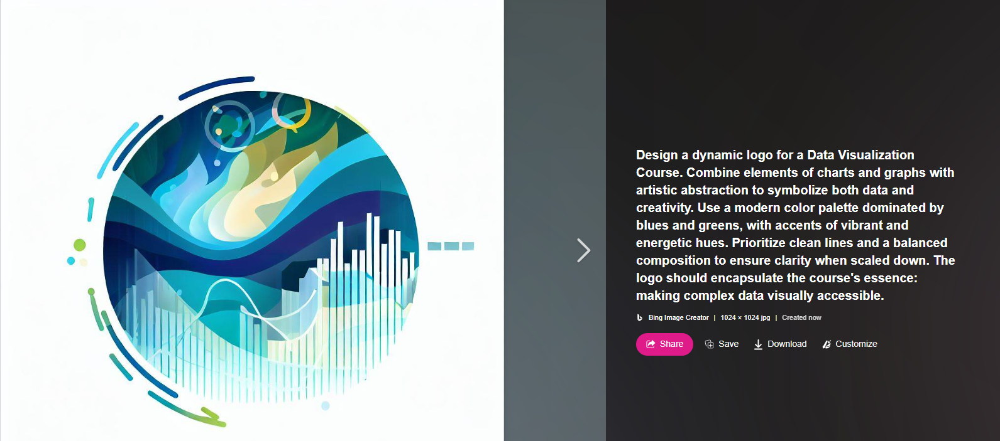 Design a dynamic logo for a Data Visualization
Course. Combine elements of charts and graphs with
artistic abstraction to symbolize both data and
creativity. Use a modern color palette dominated by
blues and greens, with accents of vibrant and
energetic hues. Prioritize clean lines and a balanced
composition to ensure clarity when scaled down. The
logo should encapsulate the course's essence:
making complex data visually accessible.
Bing Image Creator | 1024 × 1024 jpg | Created now
Share Save Download Customize